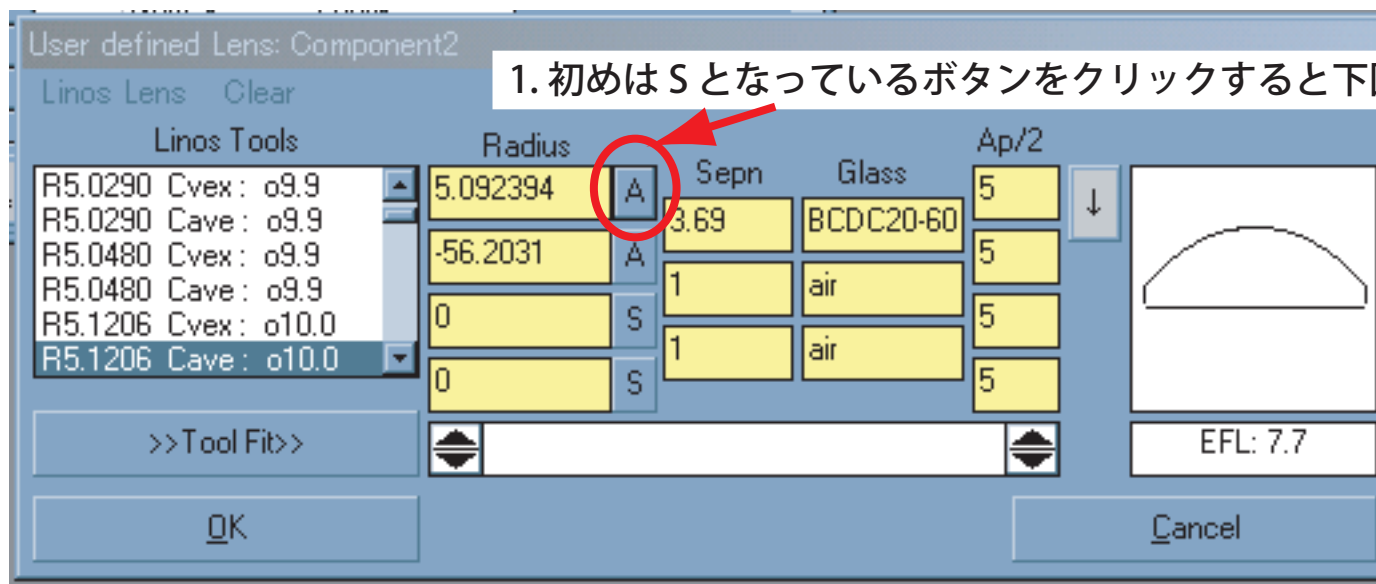 User defined Lens: Component2
1. 初めは S となっているボタンをクリックすると下
Linos Lens Clear
Linos Tools
Radius
Sepn
Glass
Ap/2
R5.0290 Cvex : o9.9
R5.0290 Cave : o9.9
R5.0480 Cvex : o9.9
R5.0480 Cave : o9.9
R5.1206 Cvex : o10.0
R5.1206 Cave : o10.0
5.092394 A
-56.2031 A
0 S
0 S
3.69 BCDC20-60
1 air
1 air
5
5
5
5
↓
>>Tool Fit>>
EFL: 7.7
OK
Cancel